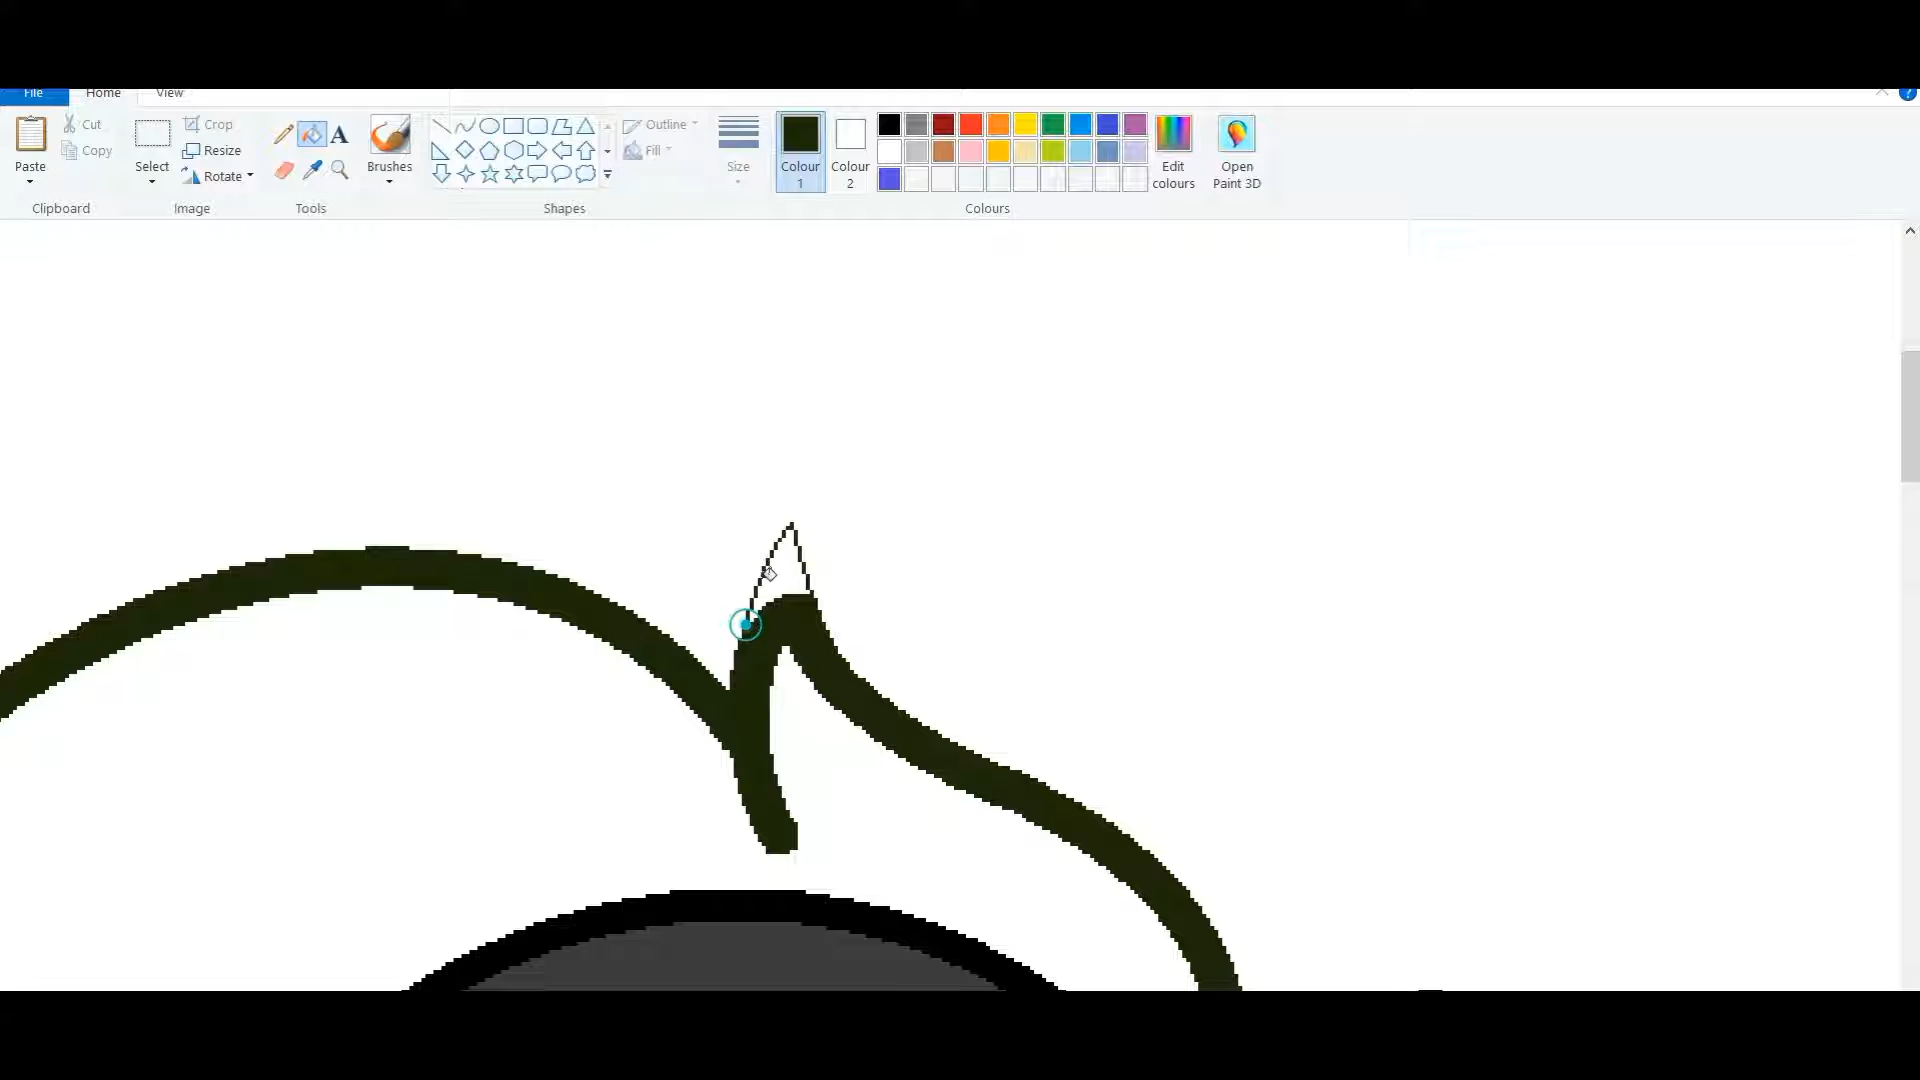 File Home View ?
Cut Crop A Outline
Copy Resize Fill
Paste Select Rotate Brushes Size Colour 1 Colour 2 Edit colours Open Paint 3D
Clipboard Image Tools Shapes Colours